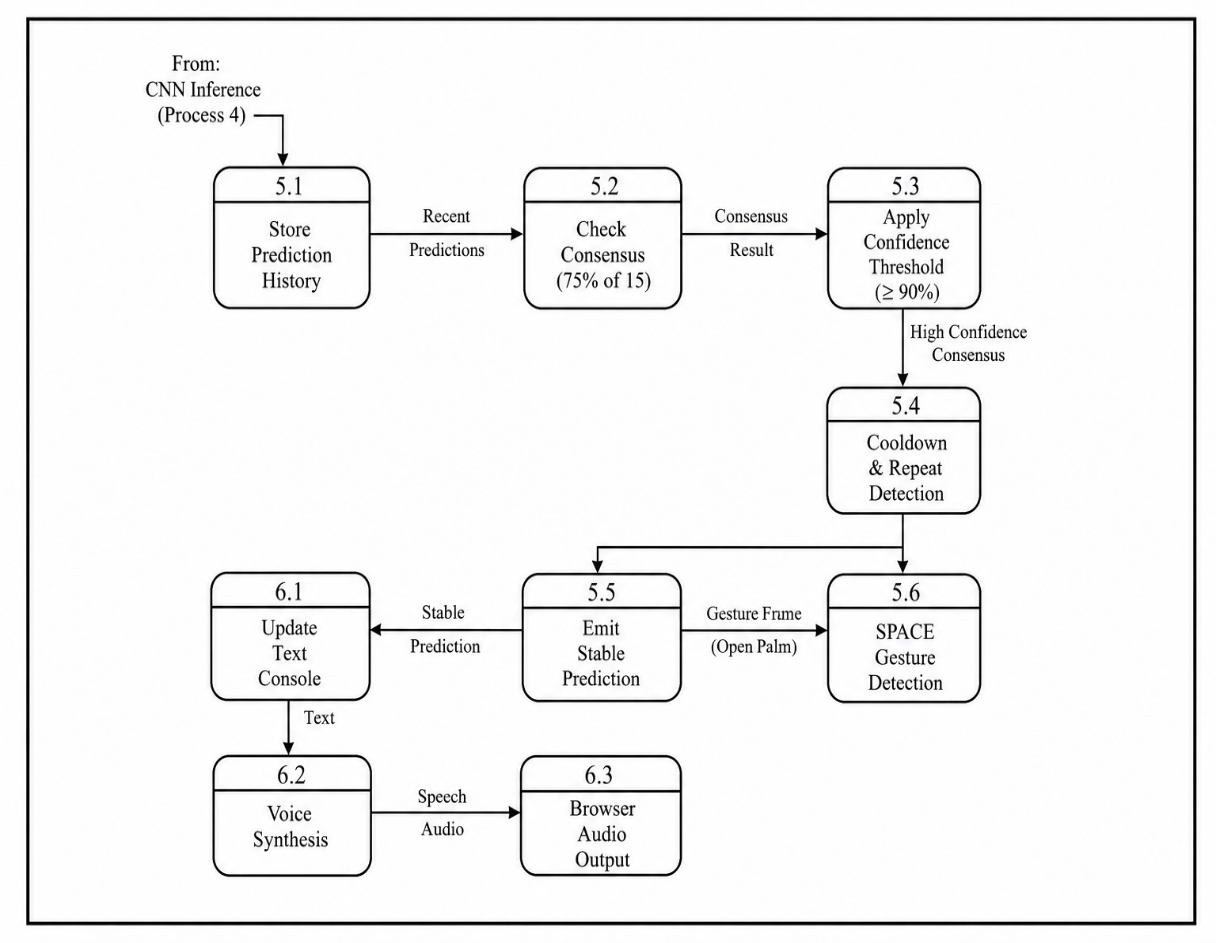 From:
CNN Inference
(Process 4)
5.1
Store
Prediction
History
Recent
Predictions
5.2
Check
Consensus
(75% of 15)
Consensus
Result
5.3
Apply
Confidence
Threshold
(≥ 90%)
High Confidence
Consensus
5.4
Cooldown
& Repeat
Detection
6.1
Update
Text
Console
Stable
Prediction
5.5
Emit
Stable
Prediction
Gesture Frume
(Open Palm)
5.6
SPACE
Gesture
Detection
Text
6.2
Voice
Synthesis
Speech
Audio
6.3
Browser
Audio
Output